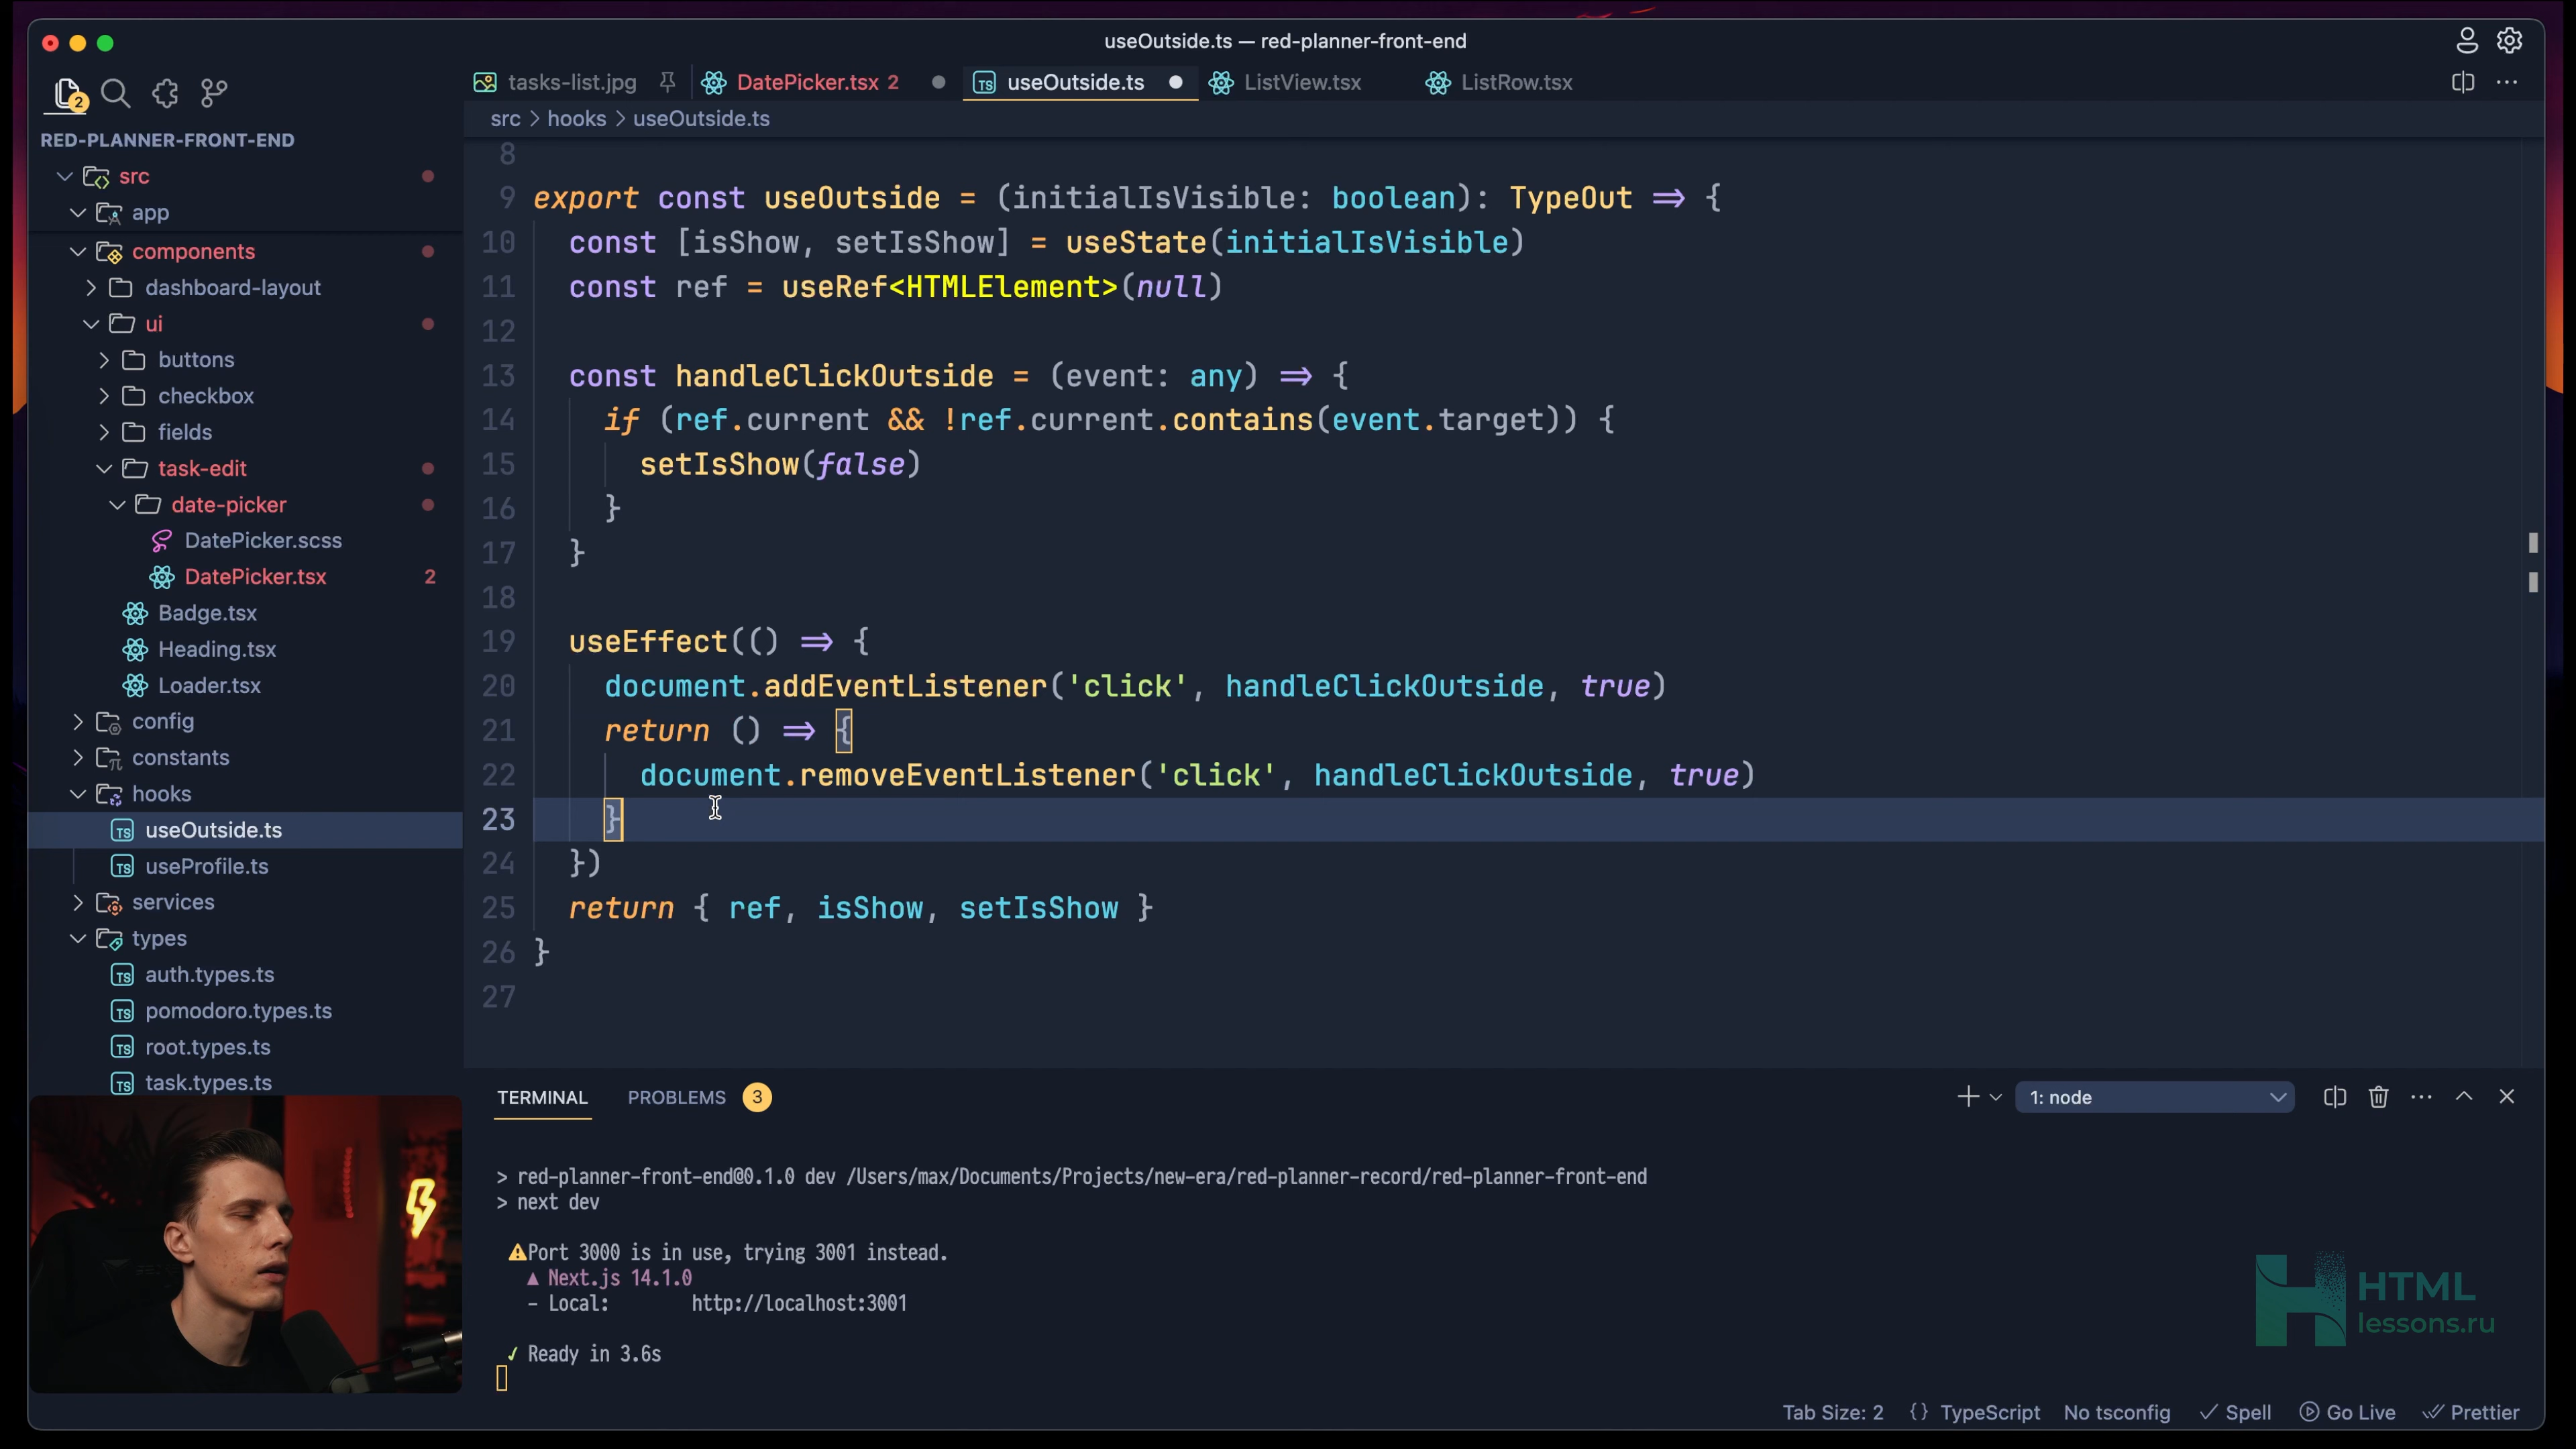 useOutside.ts — red-planner-front-end
2
tasks-list.jpg
DatePicker.tsx 2
TS useOutside.ts
ListView.tsx
ListRow.tsx
src > hooks > useOutside.ts
RED-PLANNER-FRONT-END
src
app
components
dashboard-layout
ui
buttons
checkbox
fields
task-edit
date-picker
DatePicker.scss
DatePicker.tsx 2
Badge.tsx
Heading.tsx
Loader.tsx
config
constants
hooks
TS useOutside.ts
TS useProfile.ts
services
types
TS auth.types.ts
TS pomodoro.types.ts
TS root.types.ts
TS task.types.ts
8
9 export const useOutside = (initialIsVisible: boolean): TypeOut => {
10 const [isShow, setIsShow] = useState(initialIsVisible)
11 const ref = useRef<HTMLElement>(null)
12
13 const handleClickOutside = (event: any) => {
14 if (ref.current && !ref.current.contains(event.target)) {
15 setIsShow(false)
16 }
17 }
18
19 useEffect(() => {
20 document.addEventListener('click', handleClickOutside, true)
21 return () => {
22 document.removeEventListener('click', handleClickOutside, true)
23 }
24 })
25 return { ref, isShow, setIsShow }
26 }
27
TERMINAL
PROBLEMS 3
1: node
> red-planner-front-end@0.1.0 dev /Users/max/Documents/Projects/new-era/red-planner-record/red-planner-front-end
> next dev
⚠Port 3000 is in use, trying 3001 instead.
▲ Next.js 14.1.0
- Local: http://localhost:3001
✓ Ready in 3.6s
HTML
lessons.ru
Tab Size: 2 {} TypeScript No tsconfig ✓ Spell Go Live Prettier